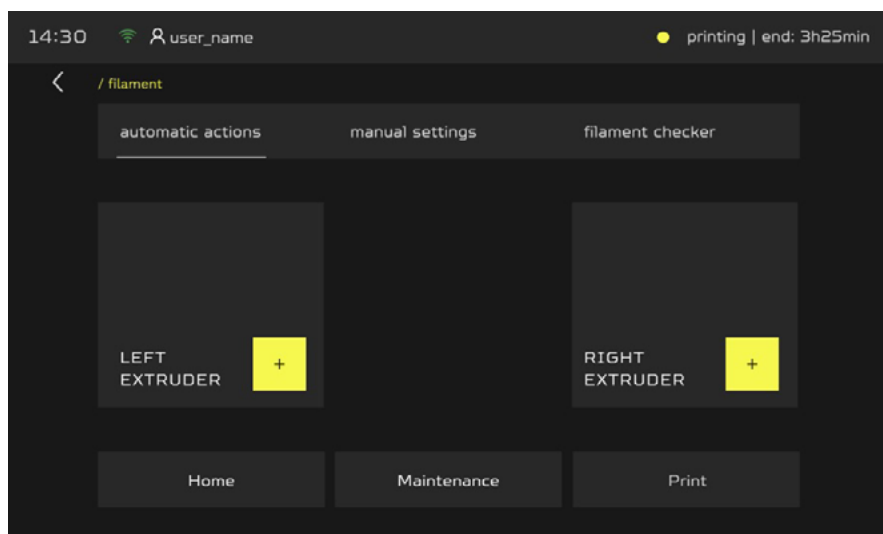 14:30 user_name printing | end: 3h25min
/ filament
automatic actions manual settings filament checker
LEFT
EXTRUDER
+
RIGHT
EXTRUDER
+
Home Maintenance Print